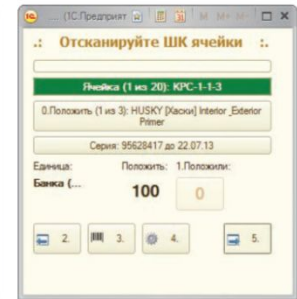 ... (1С:Предприят
M M+ M-
.: Отсканируйте ШК ячейки :.
Ячейка (1 из 20): КРС-1-1-3
0.Положить (1 из 3): HUSKY [Хаски] Interior_Exterior
Primer
Серия: 95628417 до 22.07.13
Единица: Положить: 1.Положили:
Банка (... 100 0
2. 3. 4. 5.